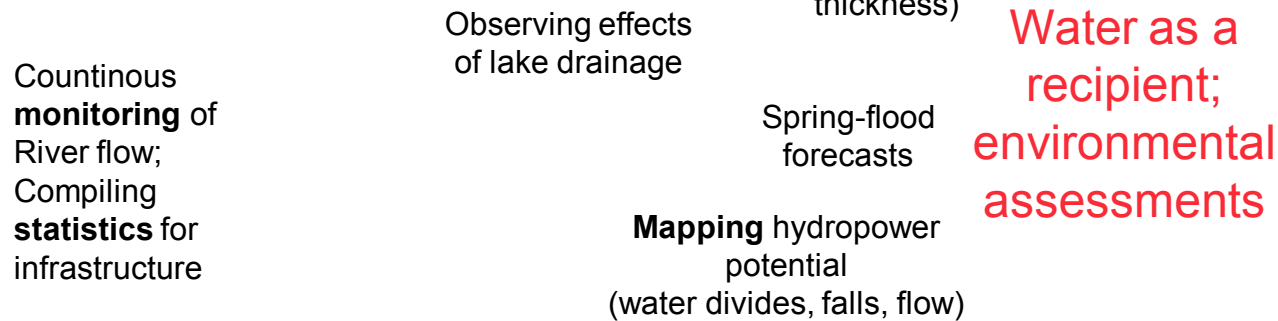 thickness)
Observing effects
of lake drainage
Water as a
recipient;
environmental
assessments
Countinous
monitoring of
River flow;
Compiling
statistics for
infrastructure
Spring-flood
forecasts
Mapping hydropower
potential
(water divides, falls, flow)